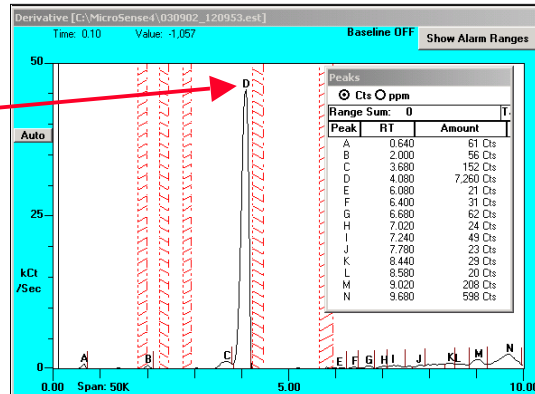 Derivative [C:\MicroSense4\030902_120953.est]
Time: 0.10 Value: -1,057 Baseline OFF Show Alarm Ranges
50
Auto
25
kCt
/Sec
0
D
A B C E F G H I J K L M N
0.00 Span: 50K 5.00 10.0
Peaks
Cts ppm
Range Sum: 0 T.
Peak RT Amount
A 0.640 61 Cts
B 2.000 56 Cts
C 3.680 152 Cts
D 4.080 7,260 Cts
E 6.080 21 Cts
F 6.400 31 Cts
G 6.680 62 Cts
H 7.020 24 Cts
I 7.240 49 Cts
J 7.780 23 Cts
K 8.440 29 Cts
L 8.580 20 Cts
M 9.020 208 Cts
N 9.680 598 Cts